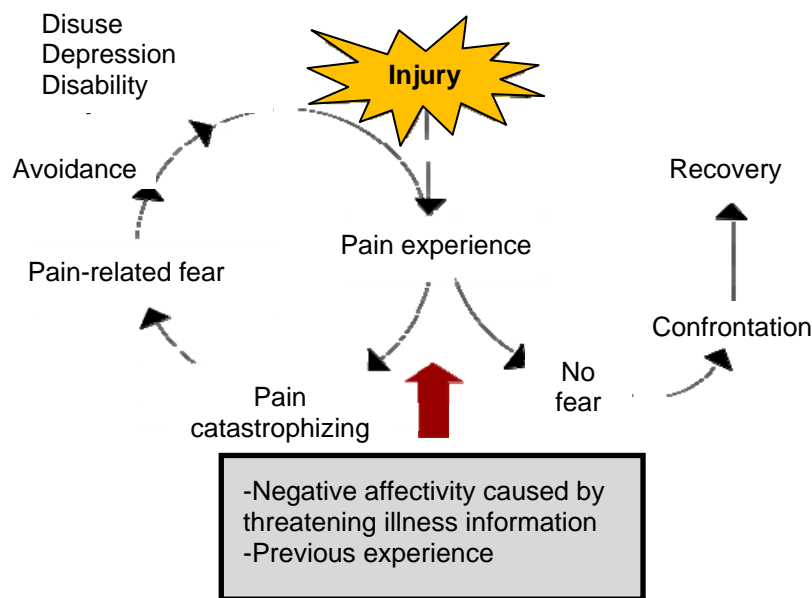 Disuse
Depression
Disability
Injury
Avoidance
Recovery
Pain experience
Pain-related fear
Confrontation
No
fear
Pain
catastrophizing
-Negative affectivity caused by
threatening illness information
-Previous experience